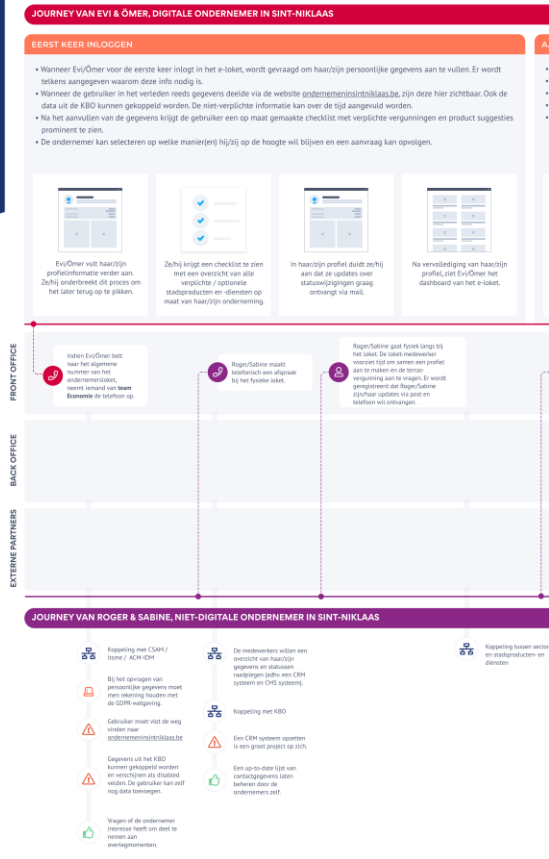 JOURNEY VAN EVI & ÖMER, DIGITALE ONDERNEMER IN SINT-NIKLAAS
EERST KEER INLOGGEN
• Wanneer Evi/Ömer voor de eerste keer inlogt in het e-loket, wordt gevraagd om haar/zijn persoonlijke gegevens aan te vullen. Er wordt
telkens aangegeven waarom deze info nodig is.
• Wanneer de gebruiker in het verleden reeds gegevens deelde via de website ondernemeninsintniklaas.be, zijn deze hier zichtbaar. Ook de
data uit de KBO kunnen gekoppeld worden. De niet-verplichte informatie kan over de tijd aangevuld worden.
• Na het aanvullen van de gegevens krijgt de gebruiker een op maat gemaakte checklist met verplichte vergunningen en product suggesties
prominent te zien.
• De ondernemer kan selecteren op welke manier(en) hij/zij op de hoogte wil blijven en een aanvraag kan opvolgen.
Evi/Ömer vult haar/zijn
profielinformatie verder aan.
Ze/hij onderbreekt dit proces om
het later terug op te pikken.
Ze/hij krijgt een checklist te zien
met een overzicht van alle
verplichte / optionele
stadsproducten en -diensten op
maat van haar/zijn onderneming.
In haar/zijn profiel duidt ze/hij
aan dat ze updates over
statuswijzigingen graag
ontvangt via mail.
Na vervollediging van haar/zijn
profiel, ziet Evi/Ömer het
dashboard van het e-loket.
FRONT OFFICE
Indien Evi/Ömer belt
naar het algemene
nummer van het
ondernemersloket,
neemt iemand van team
Economie de telefoon op.
Roger/Sabine maakt
telefonisch een afspraak
bij het fysieke loket.
Roger/Sabine gaat fysiek langs bij
het loket. De loket-medewerker
voorziet tijd om samen een profiel
aan te maken en de terras-
vergunning aan te vragen. Er wordt
geregistreerd dat Roger/Sabine
zijn/haar updates via post en
telefoon wil ontvangen.
BACK OFFICE
EXTERNE PARTNERS
JOURNEY VAN ROGER & SABINE, NIET-DIGITALE ONDERNEMER IN SINT-NIKLAAS
Koppeling met CSAM /
itsme / ACM-IDM
Bij het opvragen van
persoonlijke gegevens moet
men rekening houden met
de GDPR-wetgeving.
Gebruiker moet vlot de weg
vinden naar
ondernemeninsintniklaas.be
Gegevens uit het KBO
kunnen gekoppeld worden
en verschijnen als disabled
velden. De gebruiker kan zelf
nog data toevoegen.
Vragen of de ondernemer
interesse heeft om deel te
nemen aan
overlegmomenten.
De medewerkers willen een
overzicht van haar/zijn
gegevens en statussen
raadplegen (adhv. een CRM
systeem en CMS systeem).
Koppeling met KBO
Een CRM systeem opzetten
is een groot project op zich.
Een up-to-date lijst van
contactgegevens laten
beheren door de
ondernemers zelf.
Koppeling tussen sector
en stadsproducten- en
diensten